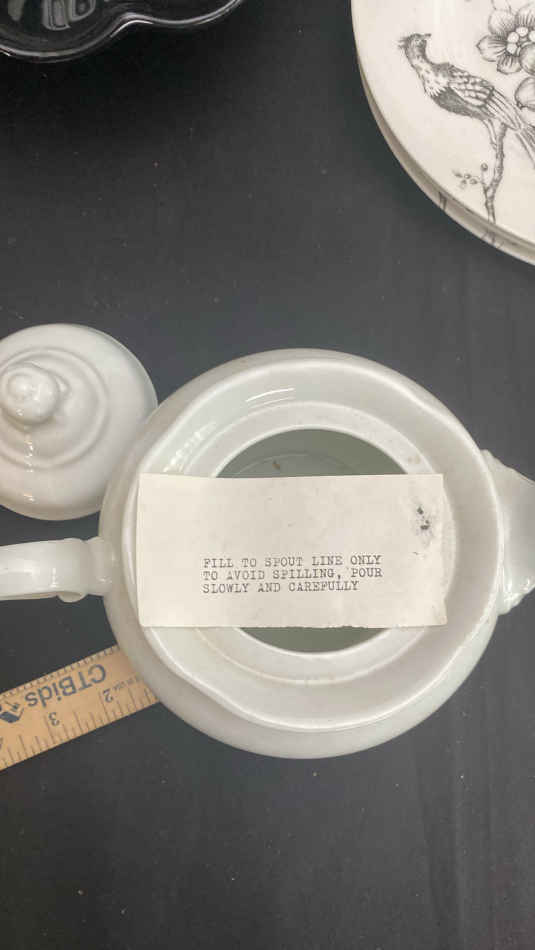 FILL TO SPOUT LINE ONLY
TO AVOID SPILLING, POUR
SLOWLY AND CAREFULLY
CTBids
2
3